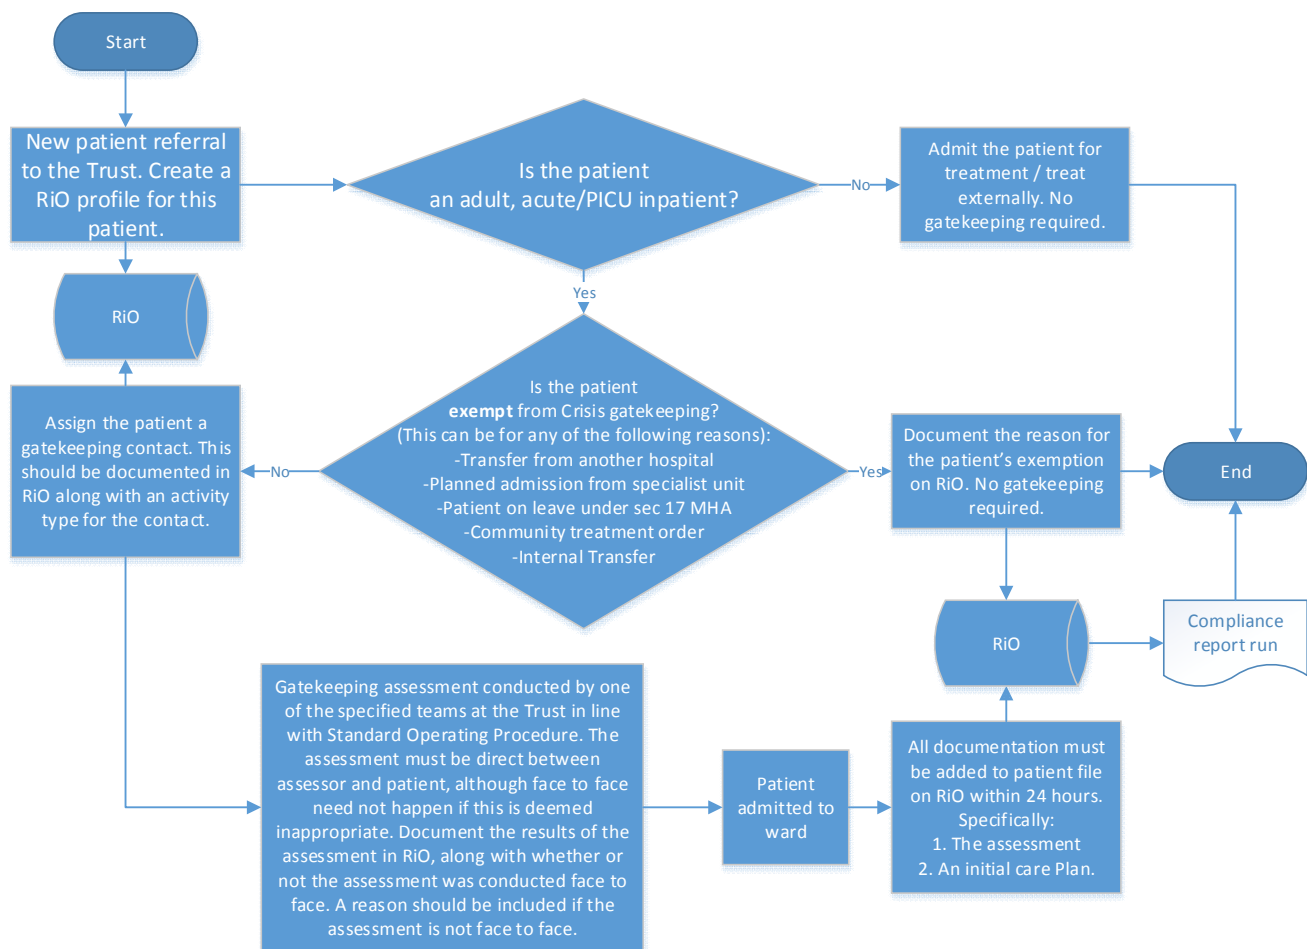 Start
New patient referral
to the Trust. Create a
RiO profile for this
patient.
Is the patient
an adult, acute/PICU inpatient?
No
Admit the patient for
treatment / treat
externally. No
gatekeeping required.
RiO
Yes
Is the patient
exempt from Crisis gatekeeping?
(This can be for any of the following reasons):
-Transfer from another hospital
-Planned admission from specialist unit
-Patient on leave under sec 17 MHA
-Community treatment order
-Internal Transfer
No
Assign the patient a
gatekeeping contact. This
should be documented in
RiO along with an activity
type for the contact.
Yes
Document the reason for
the patient’s exemption
on RiO. No gatekeeping
required.
End
RiO
Compliance
report run
Gatekeeping assessment conducted by one
of the specified teams at the Trust in line
with Standard Operating Procedure. The
assessment must be direct between
assessor and patient, although face to face
need not happen if this is deemed
inappropriate. Document the results of the
assessment in RiO, along with whether or
not the assessment was conducted face to
face. A reason should be included if the
assessment is not face to face.
Patient
admitted to
ward
All documentation must
be added to patient file
on RiO within 24 hours.
Specifically:
1. The assessment
2. An initial care Plan.